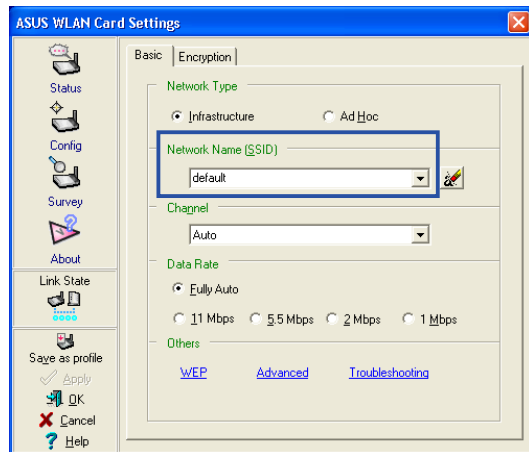 ASUS WLAN Card Settings
Status
Config
Survey
About
Link State
Save as profile
Apply
OK
Cancel
Help
Basic
Encryption
Network Type
Infrastructure
Ad Hoc
Network Name (SSID)
default
Channel
Auto
Data Rate
Fully Auto
11 Mbps 5.5 Mbps 2 Mbps 1 Mbps
Others
WEP Advanced Troubleshooting